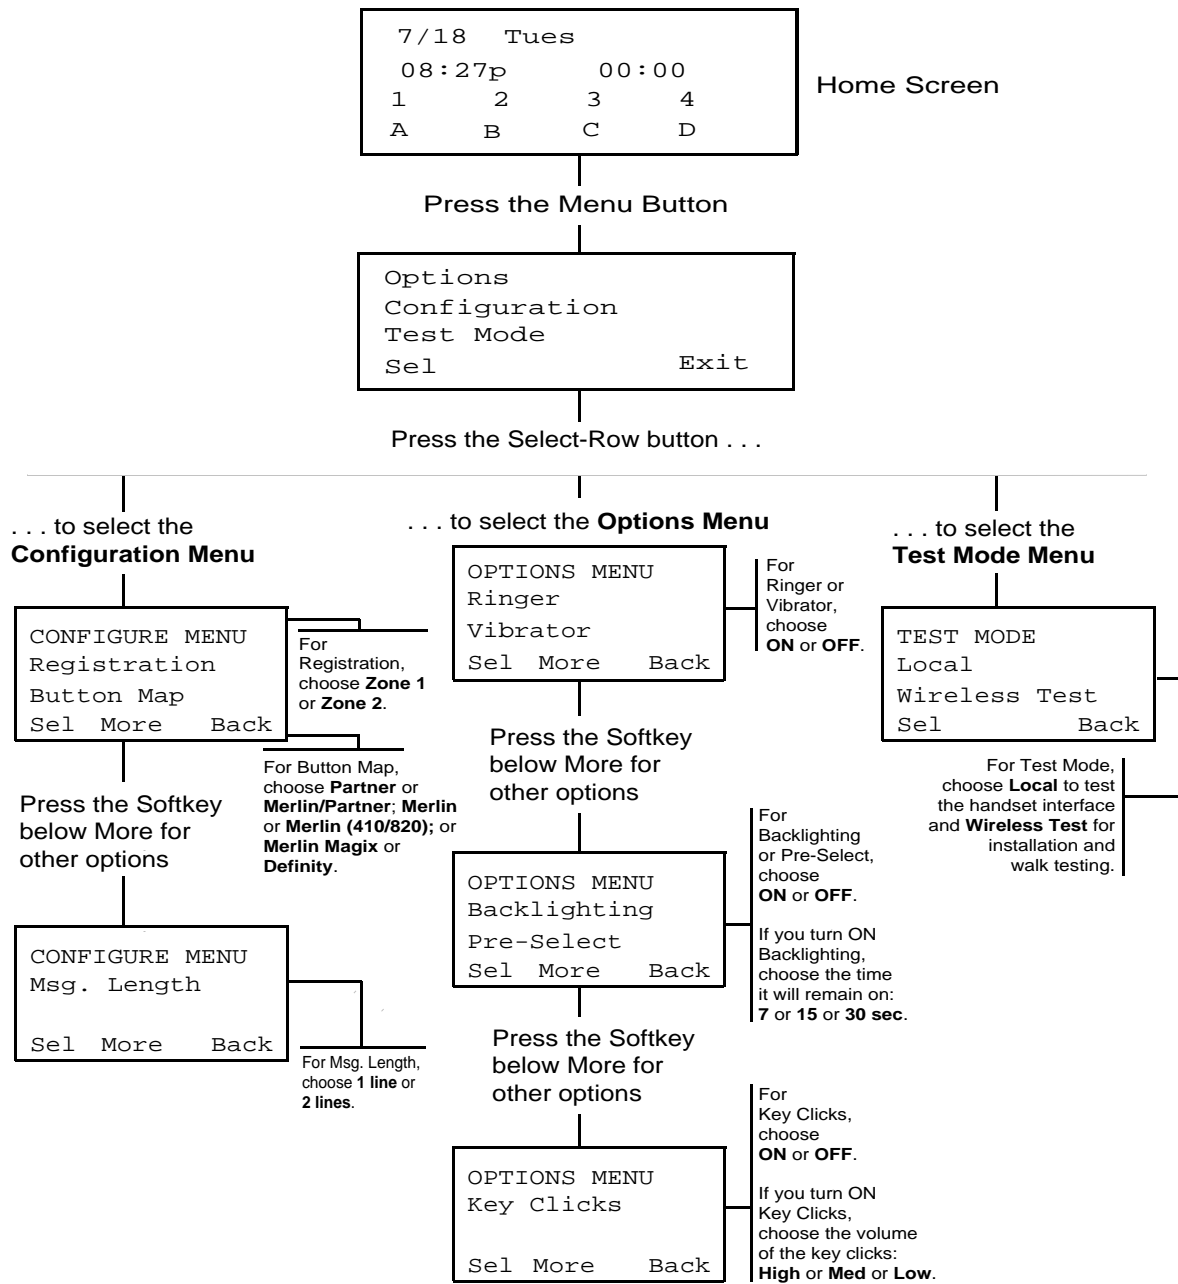 7/18 Tues
08:27p 00:00
1 2 3 4
A B C D
Home Screen
Press the Menu Button
Options
Configuration
Test Mode
Sel Exit
Press the Select-Row button . . .
. . . to select the
Configuration Menu
CONFIGURE MENU
Registration
Button Map
Sel More Back
For
Registration,
choose Zone 1
or Zone 2.
For Button Map,
choose Partner or
Merlin/Partner; Merlin
or Merlin (410/820); or
Merlin Magix or
Definity.
Press the Softkey
below More for
other options
CONFIGURE MENU
Msg. Length
Sel More Back
For Msg. Length,
choose 1 line or
2 lines.
. . . to select the Options Menu
OPTIONS MENU
Ringer
Vibrator
Sel More Back
For
Ringer or
Vibrator,
choose
ON or OFF.
Press the Softkey
below More for
other options
OPTIONS MENU
Backlighting
Pre-Select
Sel More Back
For
Backlighting
or Pre-Select,
choose
ON or OFF.
If you turn ON
Backlighting,
choose the time
it will remain on:
7 or 15 or 30 sec.
Press the Softkey
below More for
other options
OPTIONS MENU
Key Clicks
Sel More Back
For
Key Clicks,
choose
ON or OFF.
If you turn ON
Key Clicks,
choose the volume
of the key clicks:
High or Med or Low.
. . . to select the
Test Mode Menu
TEST MODE
Local
Wireless Test
Sel Back
For Test Mode,
choose Local to test
the handset interface
and Wireless Test for
installation and
walk testing.